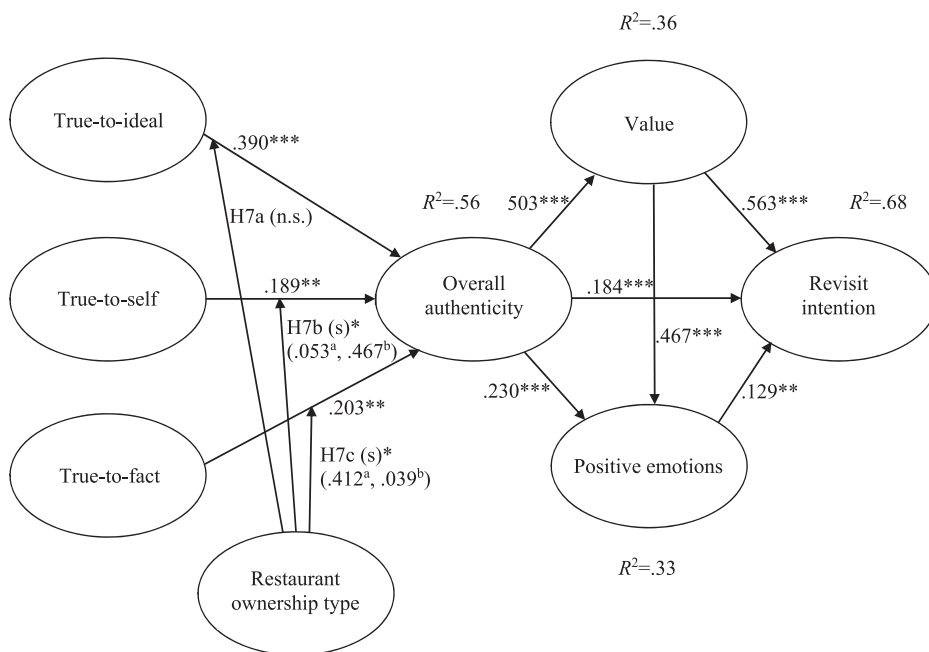 R²=.36
True-to-ideal
Value
.390***
R²=.56
503***
.563***
R²=.68
H7a (n.s.)
True-to-self
.189**
Overall
authenticity
.184***
Revisit
intention
H7b (s)*
(.053ᵃ, .467ᵇ)
.467***
.230***
.129**
.203**
True-to-fact
H7c (s)*
(.412ᵃ, .039ᵇ)
Positive emotions
R²=.33
Restaurant
ownership type